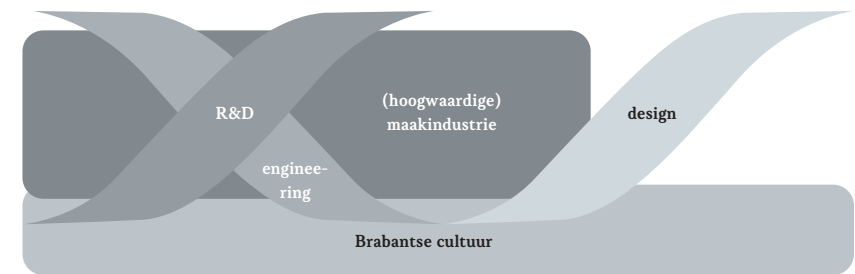 R&D
(hoogwaardige)
maakindustrie
design
enginee-
ring
Brabantse cultuur